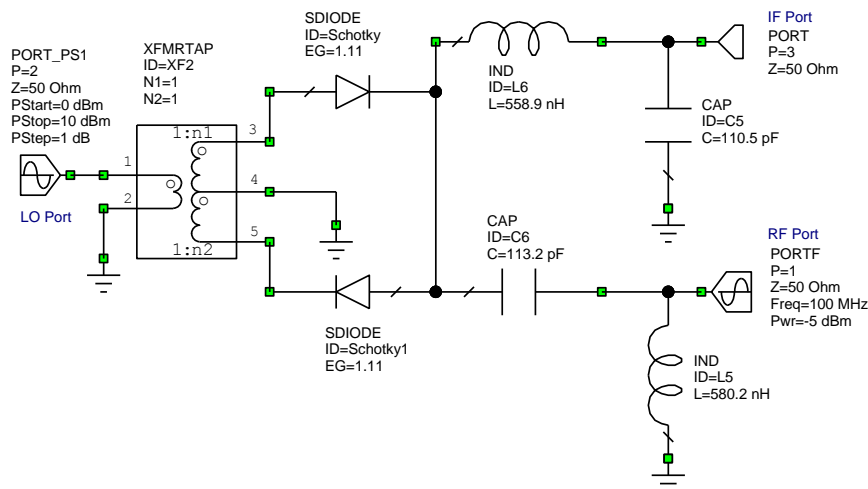 PORT_PS1
P=2
Z=50 Ohm
PStart=0 dBm
PStop=10 dBm
PStep=1 dB
LO Port
XFMRTAP
ID=XF2
N1=1
N2=1
1:n1
1
2
3
4
5
1:n2
SDIODE
ID=Schotky
EG=1.11
SDIODE
ID=Schotky1
EG=1.11
IND
ID=L6
L=558.9 nH
IF Port
PORT
P=3
Z=50 Ohm
CAP
ID=C5
C=110.5 pF
CAP
ID=C6
C=113.2 pF
RF Port
PORTF
P=1
Z=50 Ohm
Freq=100 MHz
Pwr=-5 dBm
IND
ID=L5
L=580.2 nH